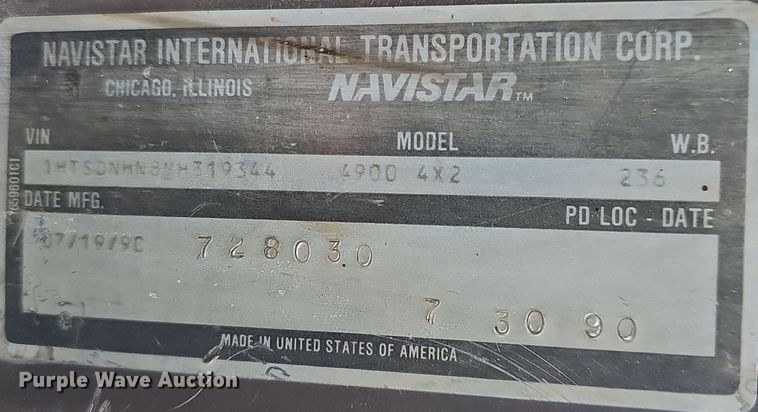 NAVISTAR INTERNATIONAL TRANSPORTATION CORP.
CHICAGO, ILLINOIS NAVISTAR™
VIN MODEL W.B.
1HTSDNHN8MH319344 4900 4X2 236
DATE MFG. PD LOC - DATE
07/19/90 728030
7 30 90
MADE IN UNITED STATES OF AMERICA
Purple Wave Auction